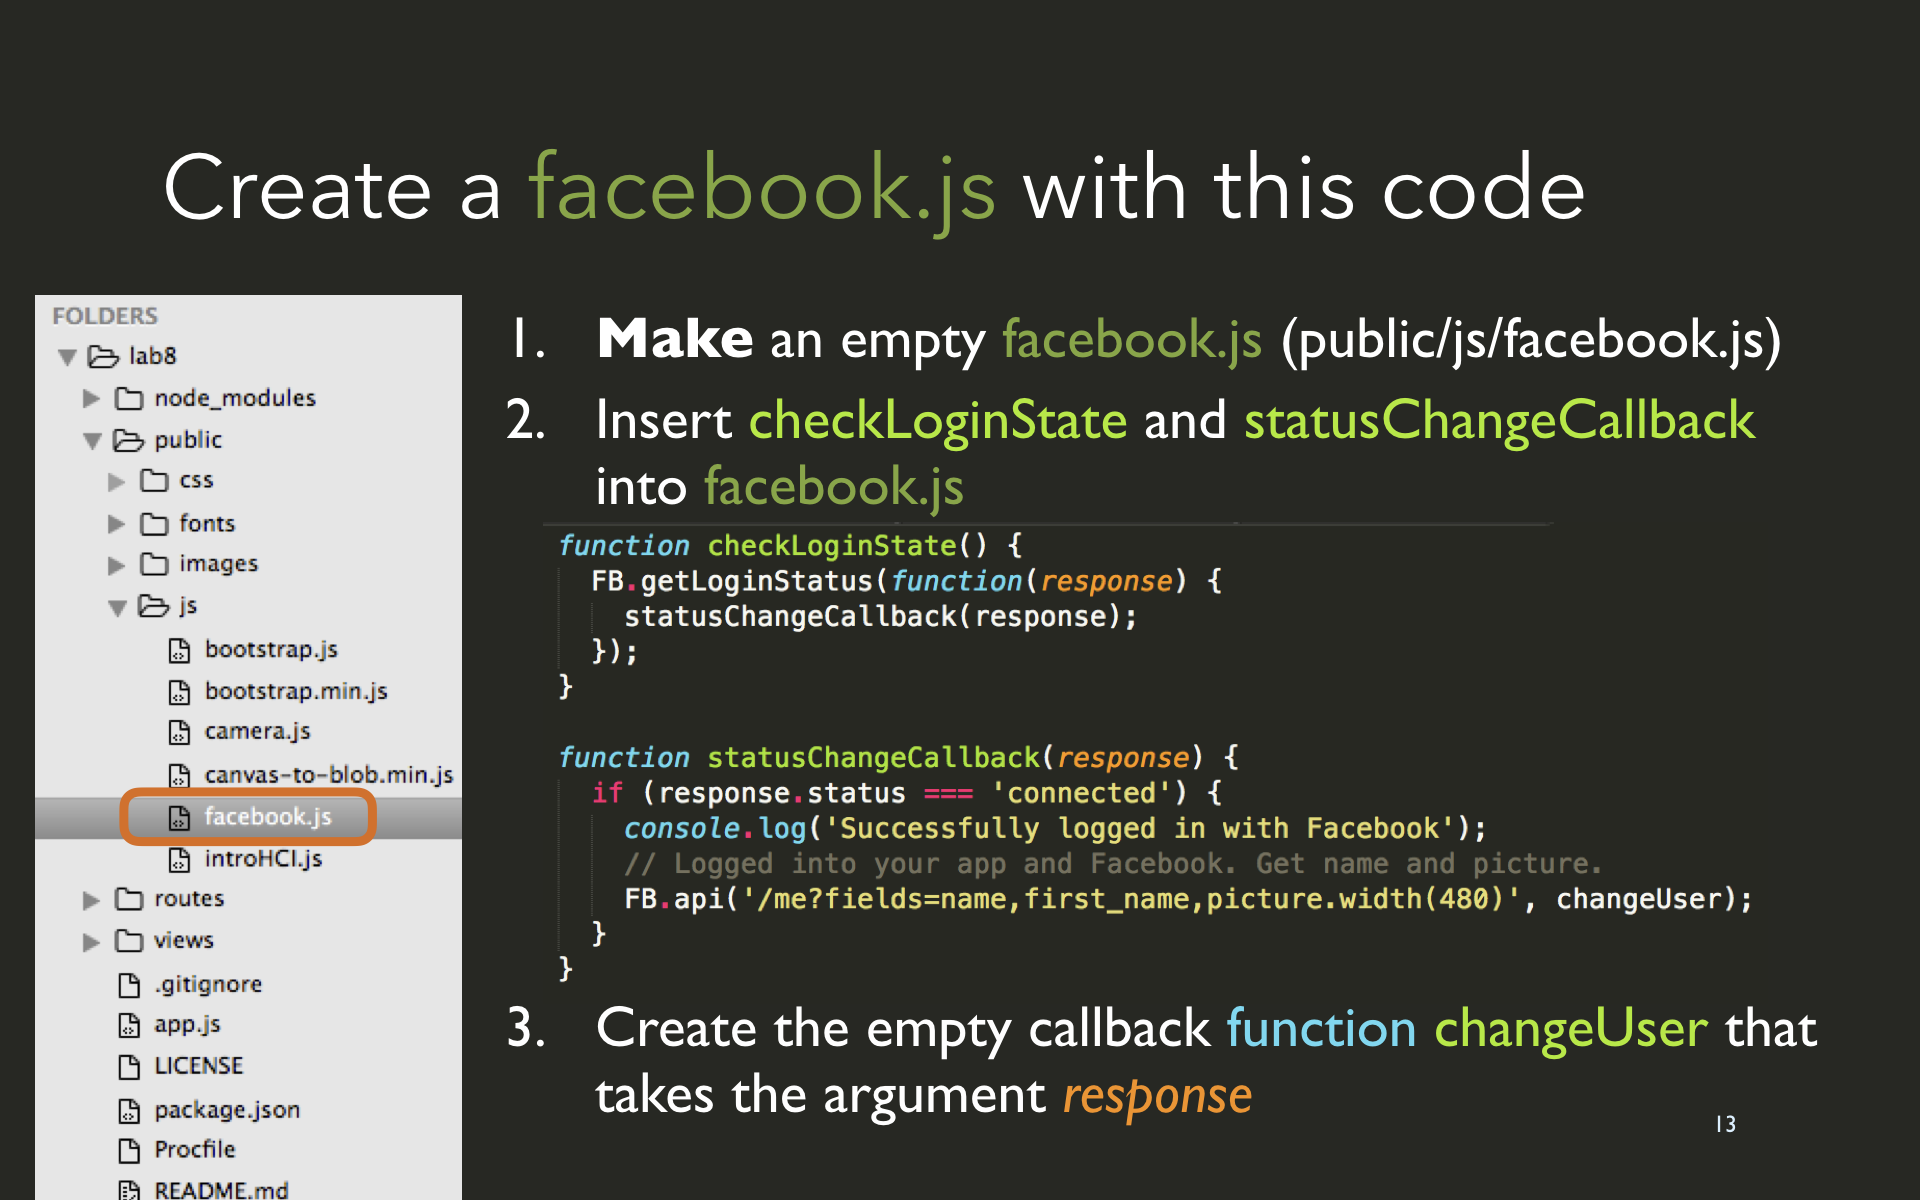 Create a facebook.js with this code
FOLDERS
lab8
node_modules
public
css
fonts
images
js
bootstrap.js
bootstrap.min.js
camera.js
canvas-to-blob.min.js
facebook.js
introHCI.js
routes
views
.gitignore
app.js
LICENSE
package.json
Procfile
README.md
1. Make an empty facebook.js (public/js/facebook.js)
2. Insert checkLoginState and statusChangeCallback
into facebook.js
function checkLoginState() {
FB.getLoginStatus(function(response) {
statusChangeCallback(response);
});
}
function statusChangeCallback(response) {
if (response.status === 'connected') {
console.log('Successfully logged in with Facebook');
// Logged into your app and Facebook. Get name and picture.
FB.api('/me?fields=name,first_name,picture.width(480)', changeUser);
}
}
3. Create the empty callback function changeUser that
takes the argument response
13